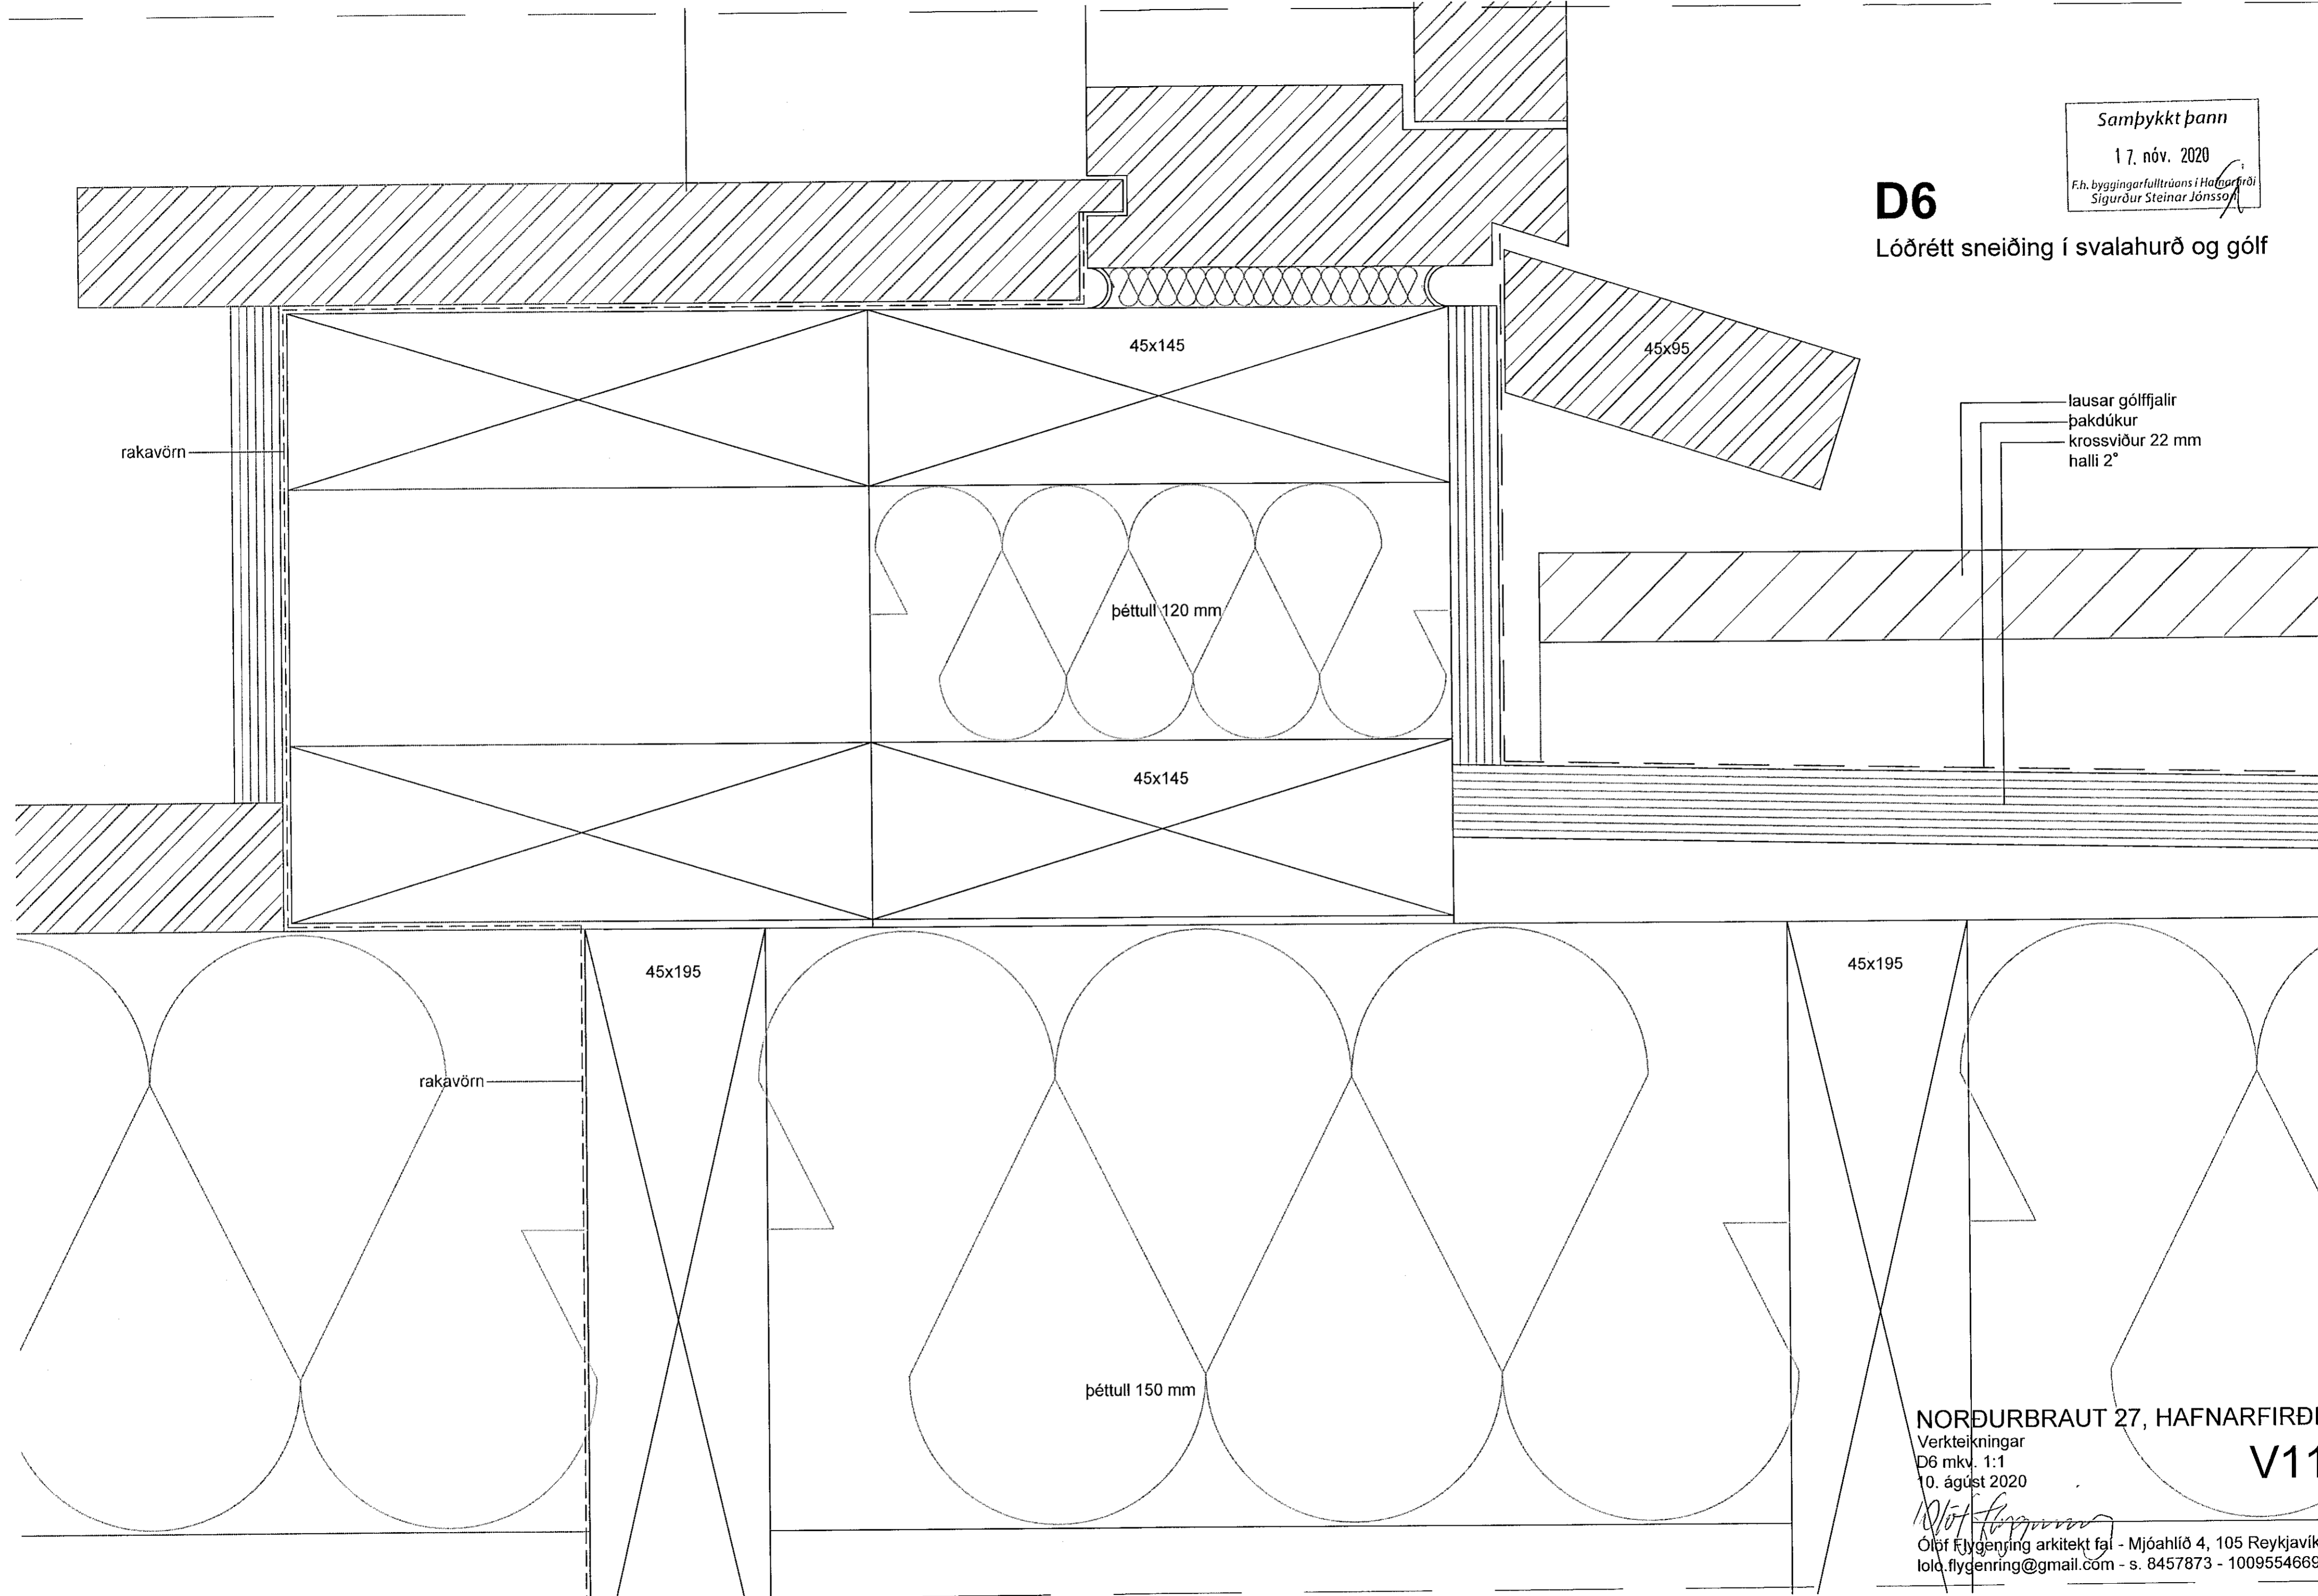 Samþykkt þann
17. nóv. 2020
F.h. byggingarfulltrúans í Hafnarfirði
Sigurður Steinar Jónsson
D6
Lóðrétt sneiðing í svalahurð og gólf
45x145
45x95
lausar gólffjalir
þakdúkur
krossviður 22 mm
halli 2°
rakavörn
þéttull 120 mm
45x145
45x195
45x195
rakavörn
þéttull 150 mm
NORÐURBRAUT 27, HAFNARFIRÐI
Verkteikningar
V11
D6 mkv. 1:1
10. ágúst 2020
Ólöf Flygenring arkitekt faí - Mjóahlíð 4, 105 Reykjavík
lolo.flygenring@gmail.com - s. 8457873 - 1009554669